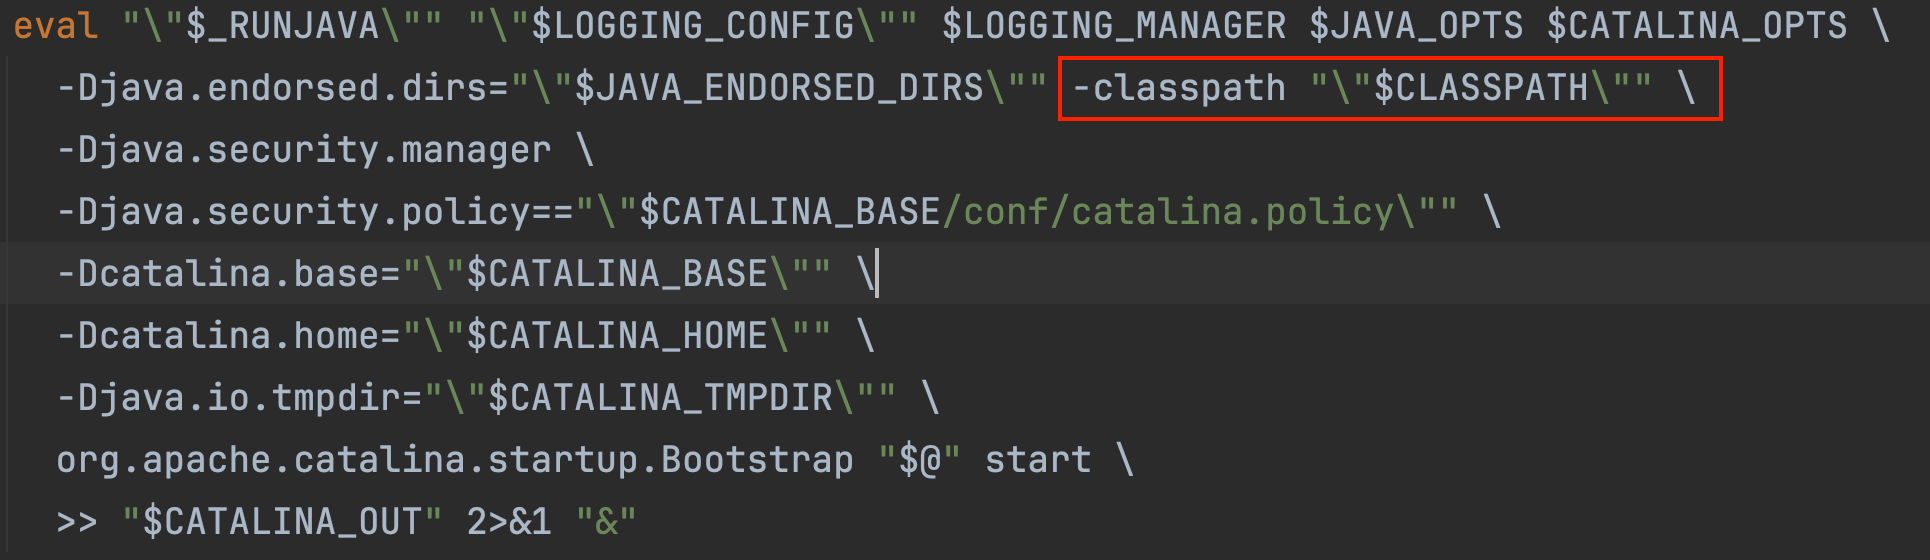 eval "\"$_RUNJAVA\"" "\"$LOGGING_CONFIG\"" $LOGGING_MANAGER $JAVA_OPTS $CATALINA_OPTS \
-Djava.endorsed.dirs="\"$JAVA_ENDORSED_DIRS\"" -classpath "\"$CLASSPATH\"" \
-Djava.security.manager \
-Djava.security.policy=="\"$CATALINA_BASE/conf/catalina.policy\"" \
-Dcatalina.base="\"$CATALINA_BASE\"" \
-Dcatalina.home="\"$CATALINA_HOME\"" \
-Djava.io.tmpdir="\"$CATALINA_TMPDIR\"" \
org.apache.catalina.startup.Bootstrap "$@" start \
>> "$CATALINA_OUT" 2>&1 "&"